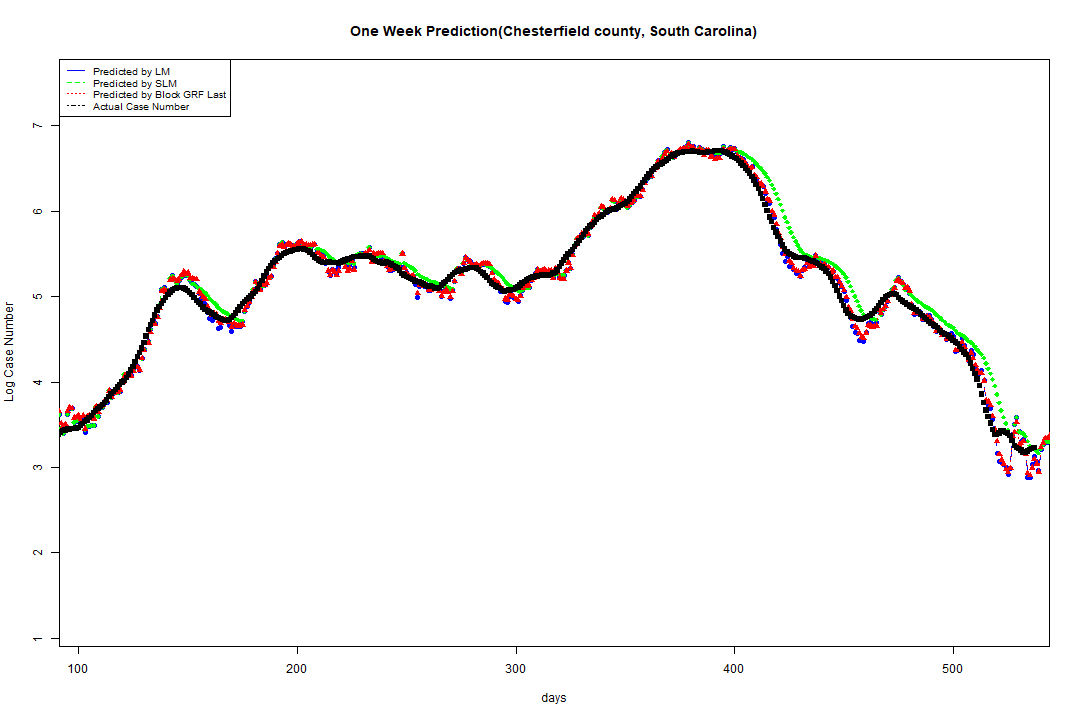 One Week Prediction(Chesterfield county, South Carolina)
Predicted by LM
Predicted by SLM
Predicted by Block GRF Last
Actual Case Number
7
6
5
4
3
2
1
Log Case Number
100 200 300 400 500
days